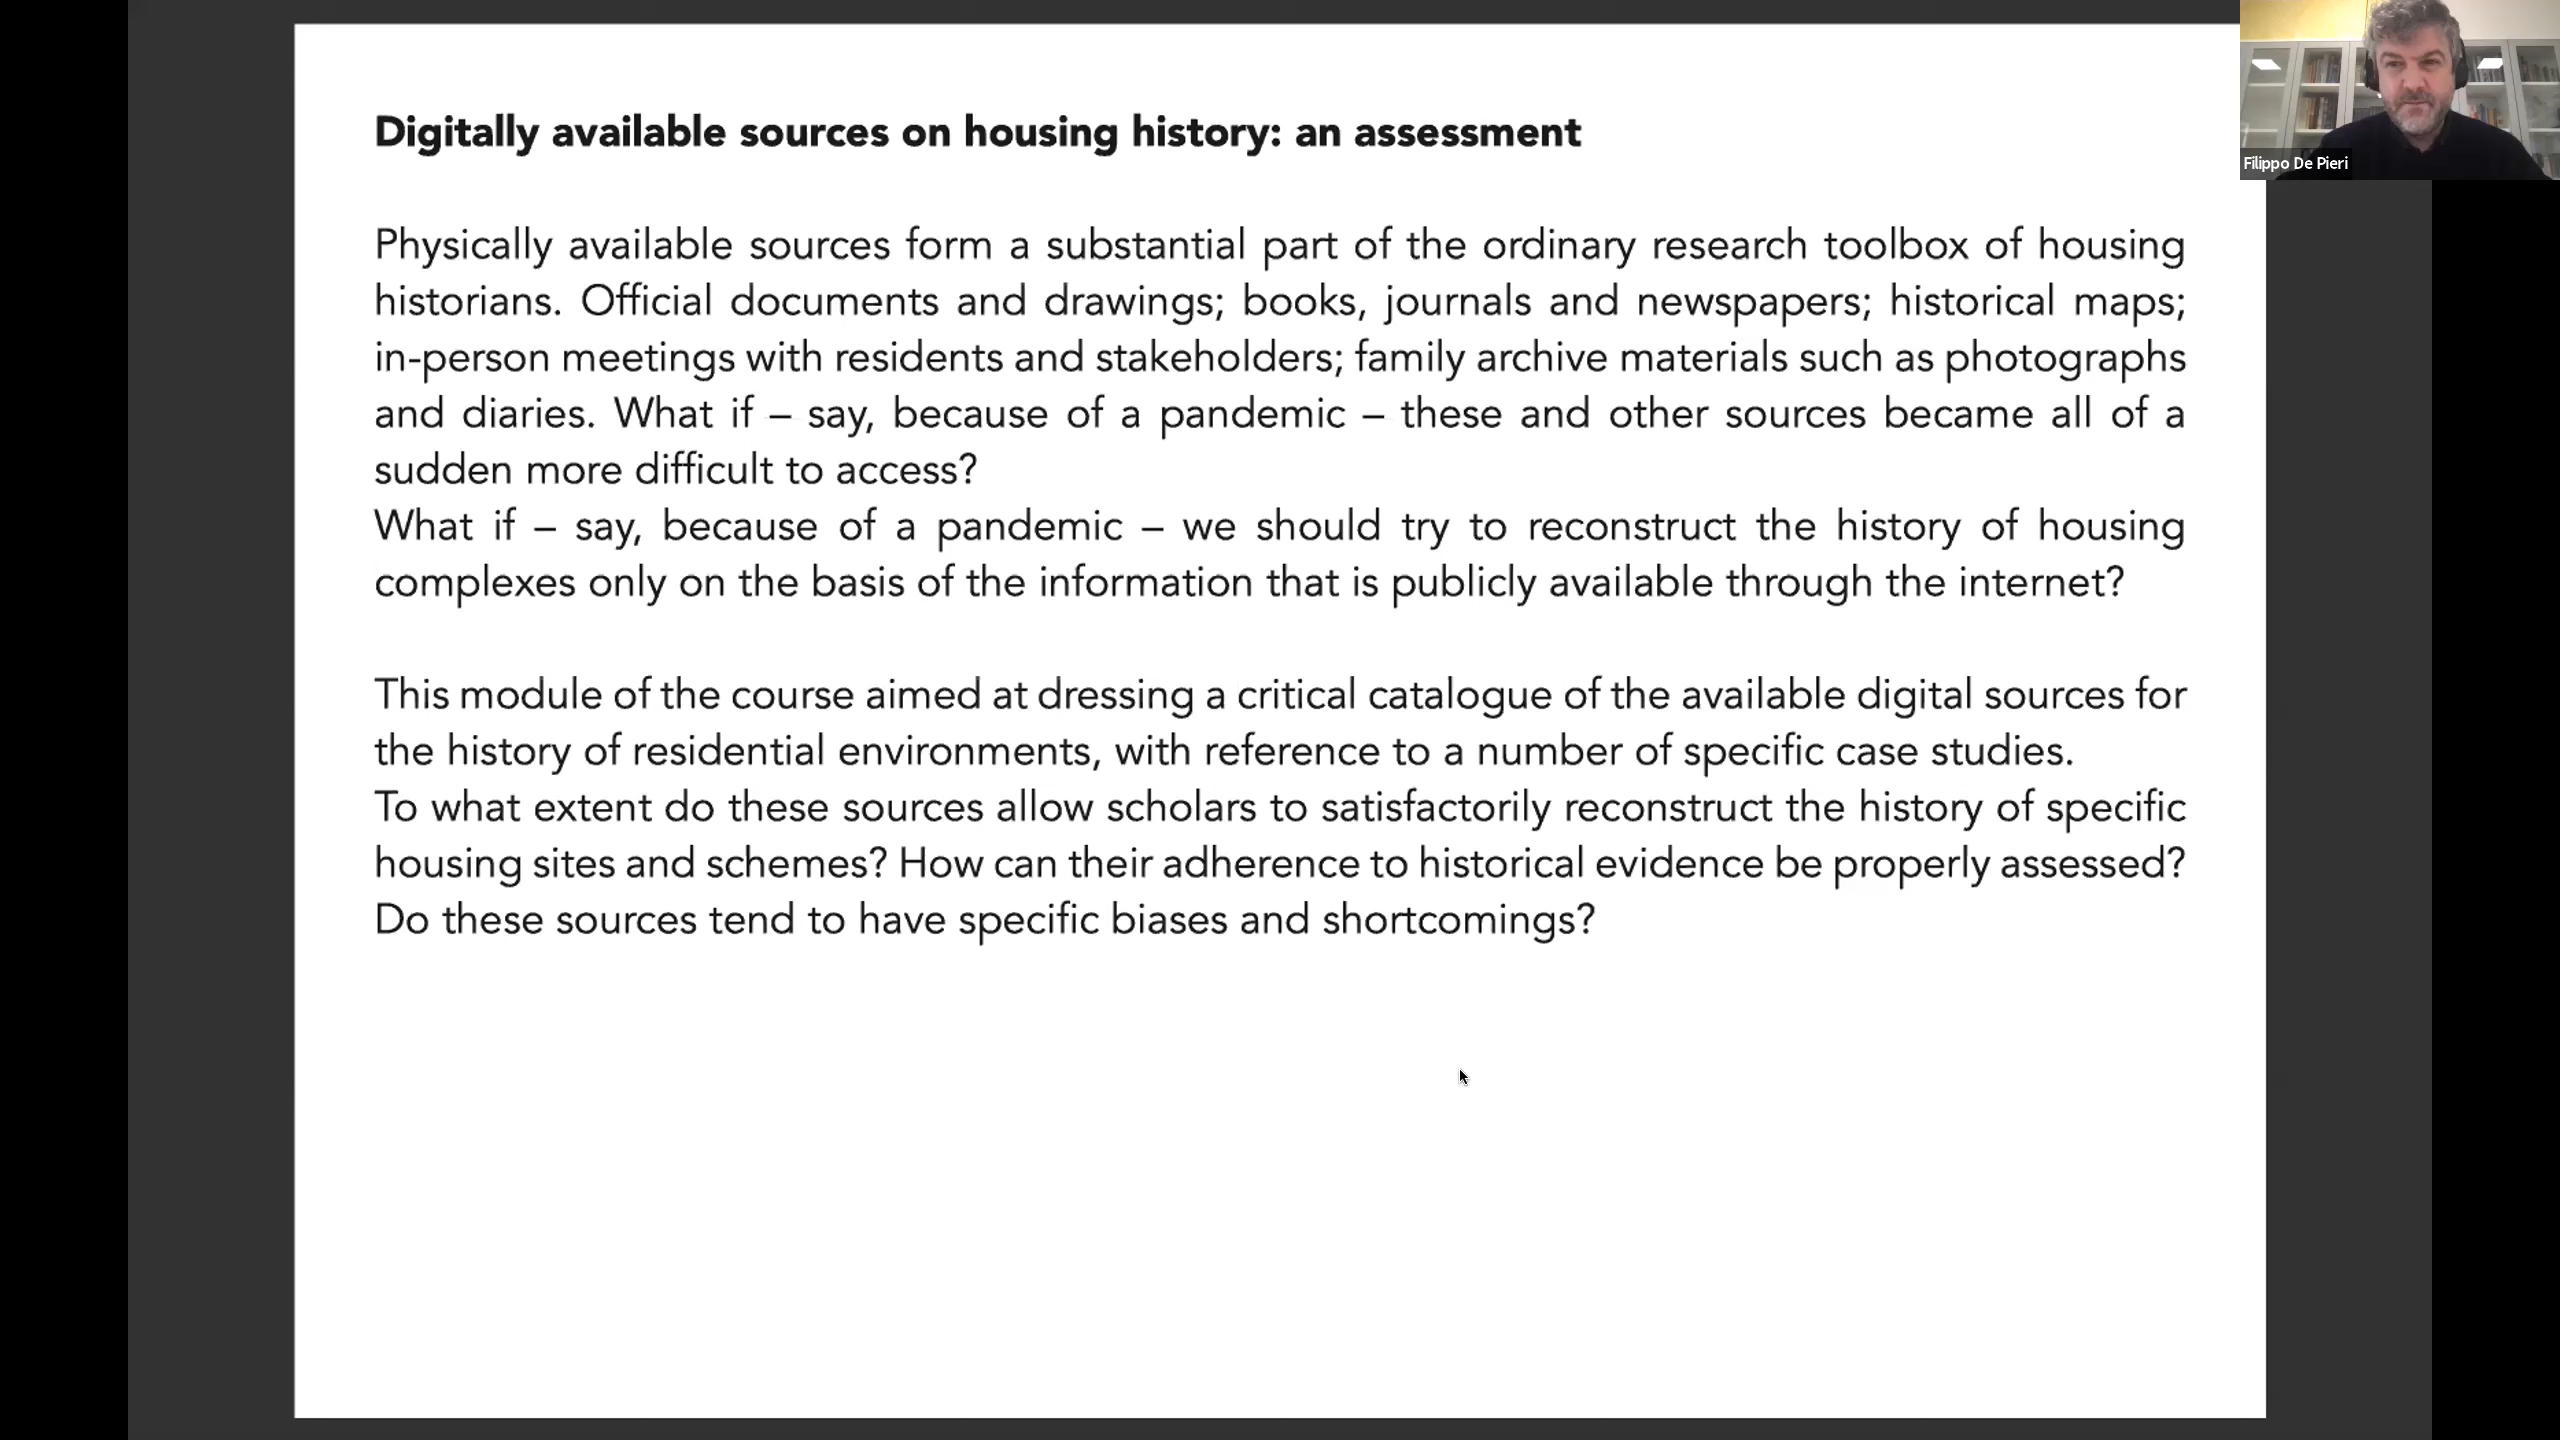 Digitally available sources on housing history: an assessment
Physically available sources form a substantial part of the ordinary research toolbox of housing
historians. Official documents and drawings; books, journals and newspapers; historical maps;
in-person meetings with residents and stakeholders; family archive materials such as photographs
and diaries. What if – say, because of a pandemic – these and other sources became all of a
sudden more difficult to access?
What if – say, because of a pandemic – we should try to reconstruct the history of housing
complexes only on the basis of the information that is publicly available through the internet?
This module of the course aimed at dressing a critical catalogue of the available digital sources for
the history of residential environments, with reference to a number of specific case studies.
To what extent do these sources allow scholars to satisfactorily reconstruct the history of specific
housing sites and schemes? How can their adherence to historical evidence be properly assessed?
Do these sources tend to have specific biases and shortcomings?
Filippo De Pieri